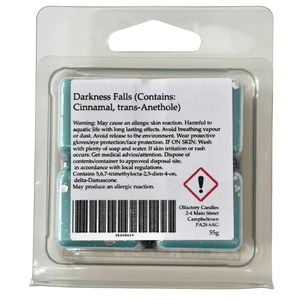 Darkness Falls (Contains:
Cinnamal, trans-Anethole)
Warning: May cause an allergic skin reaction. Harmful to
aquatic life with long lasting effects. Avoid breathing vapour
or dust. Avoid release to the environment. Wear protective
gloves/eye protection/face protection. IF ON SKIN: Wash
with plenty of soap and water. If skin irritation or rash
occurs: Get medical advice/attention. Dispose of
contents/container to approved disposal site,
in accordance with local regulations.
Contains 5,6,7-trimethylocta-2,5-dien-4-on,
delta-Damascone.
May produce an allergic reaction.
Olfactory Candles
2-4 Main Street
Campbeltown
PA28 6AG
55g